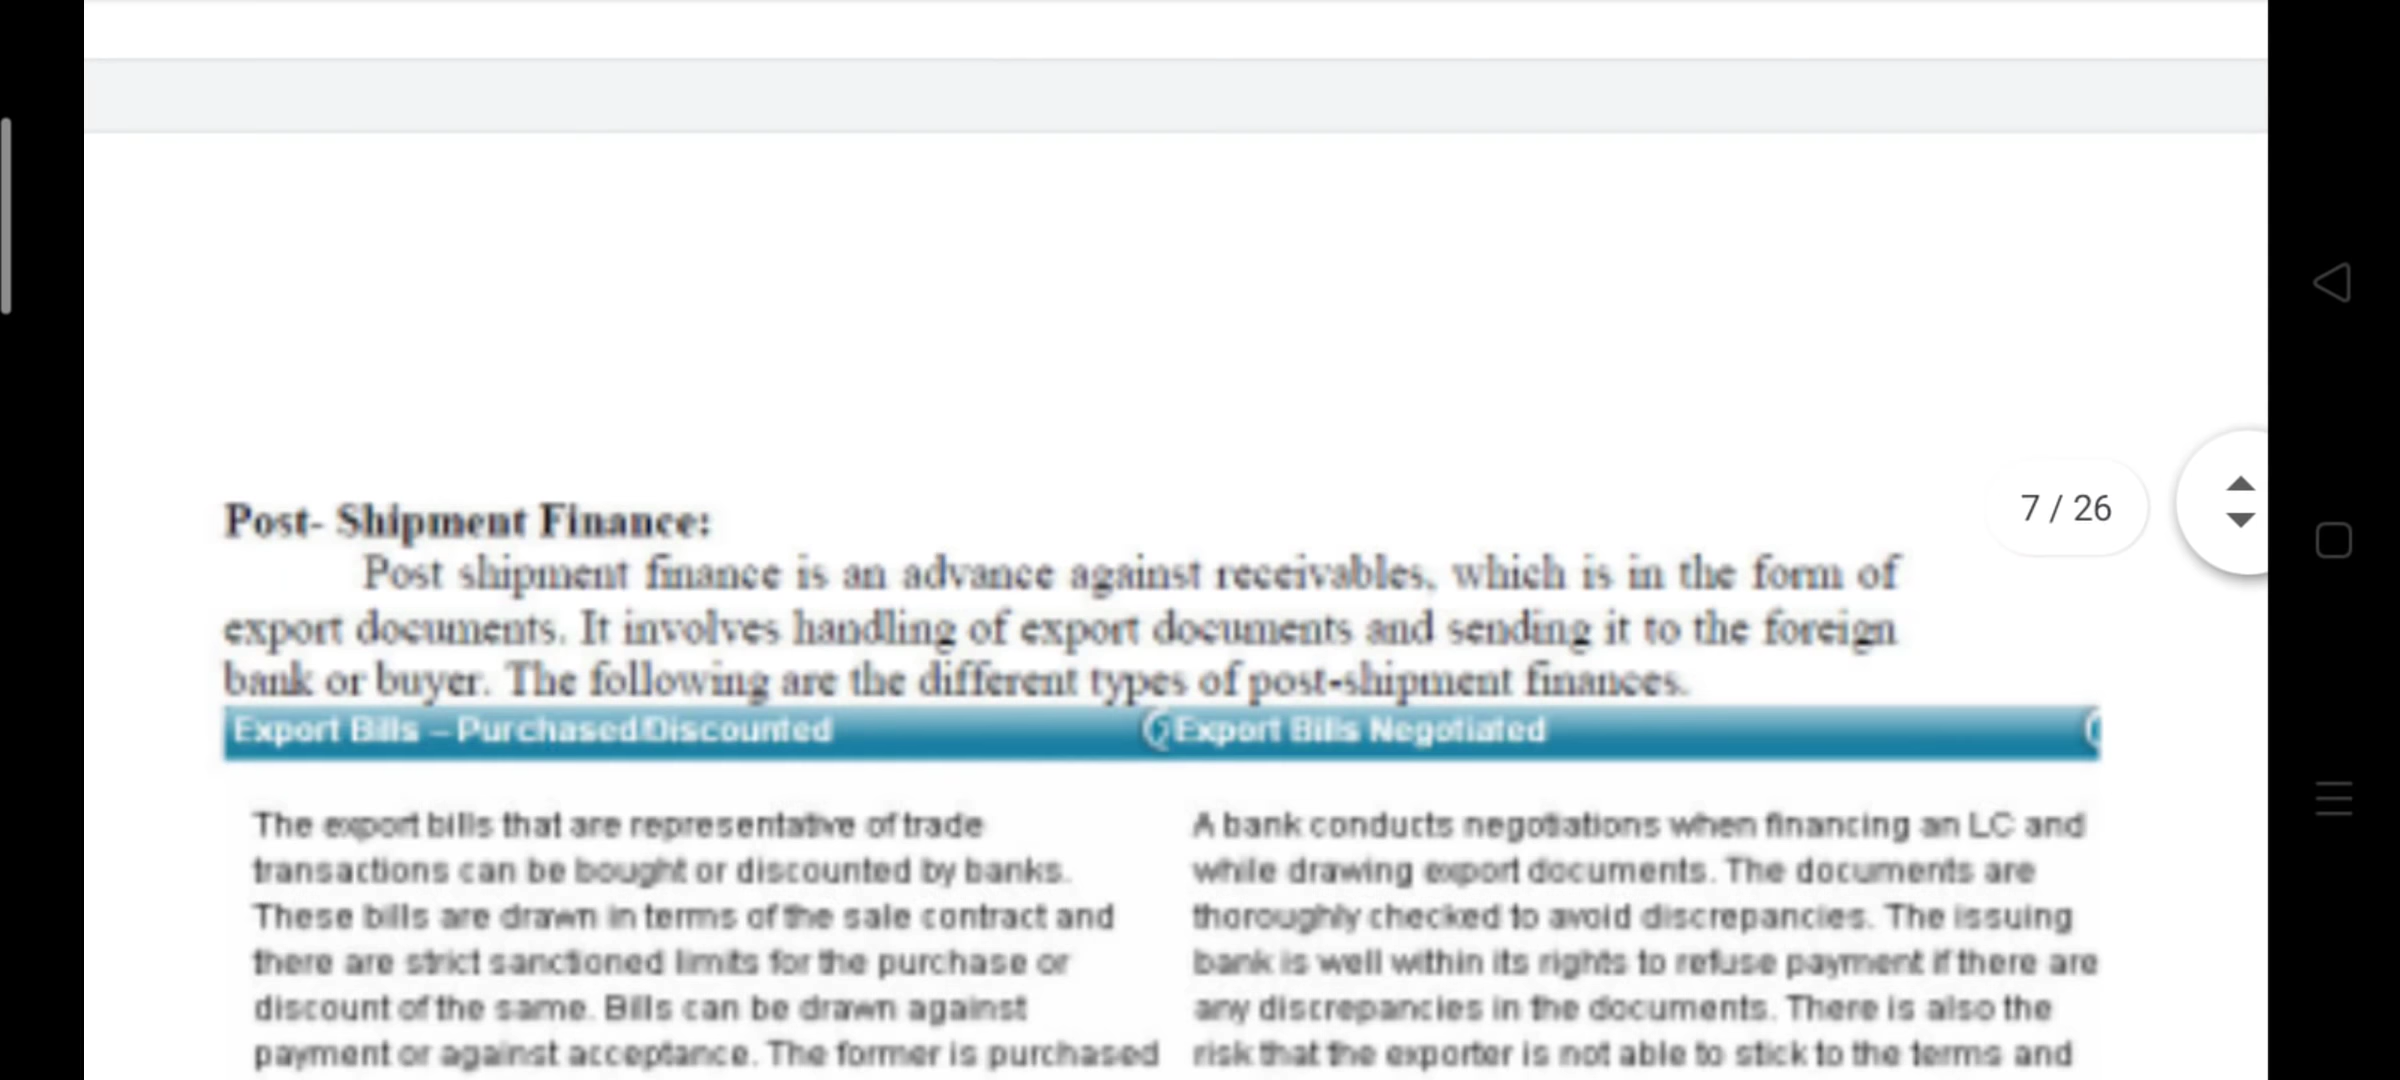 7 / 26
Post- Shipment Finance:
Post shipment finance is an advance against receivables, which is in the form of
export documents. It involves handling of export documents and sending it to the foreign
bank or buyer. The following are the different types of post-shipment finances.
Export Bills – Purchased/Discounted
Export Bills Negotiated
The export bills that are representative of trade
transactions can be bought or discounted by banks.
These bills are drawn in terms of the sale contract and
there are strict sanctioned limits for the purchase or
discount of the same. Bills can be drawn against
payment or against acceptance. The former is purchased
A bank conducts negotiations when financing an LC and
while drawing export documents. The documents are
thoroughly checked to avoid discrepancies. The issuing
bank is well within its rights to refuse payment if there are
any discrepancies in the documents. There is also the
risk that the exporter is not able to stick to the terms and